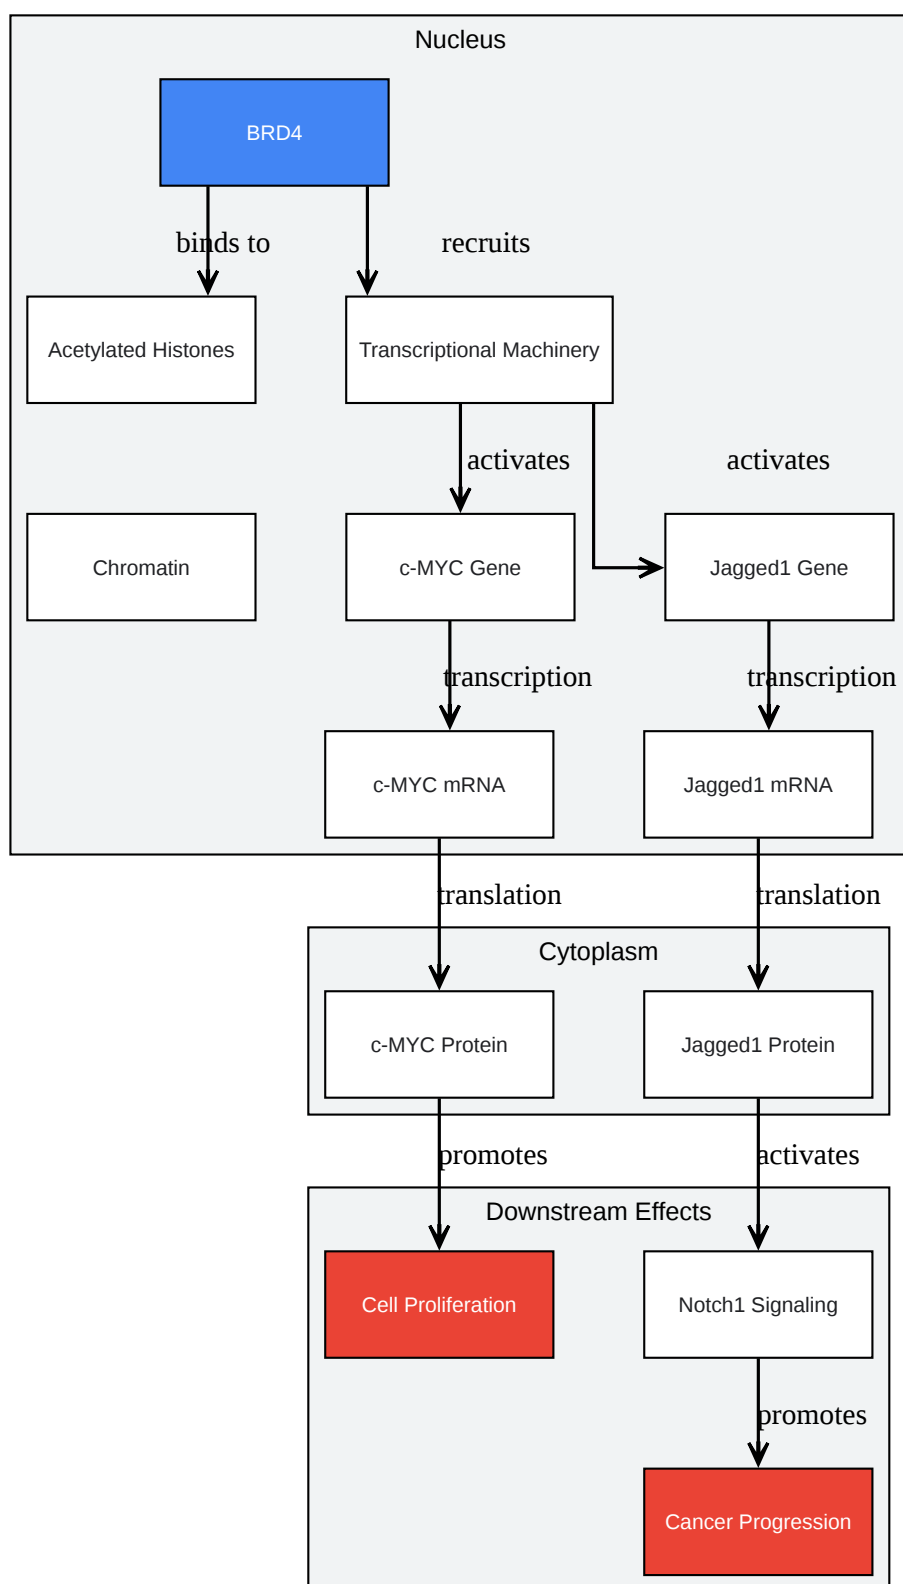 Nucleus
BRD4
binds to
recruits
Acetylated Histones
Transcriptional Machinery
activates
activates
Chromatin
c-MYC Gene
Jagged1 Gene
transcription
transcription
c-MYC mRNA
Jagged1 mRNA
translation
translation
Cytoplasm
c-MYC Protein
Jagged1 Protein
promotes
activates
Downstream Effects
Cell Proliferation
Notch1 Signaling
promotes
Cancer Progression